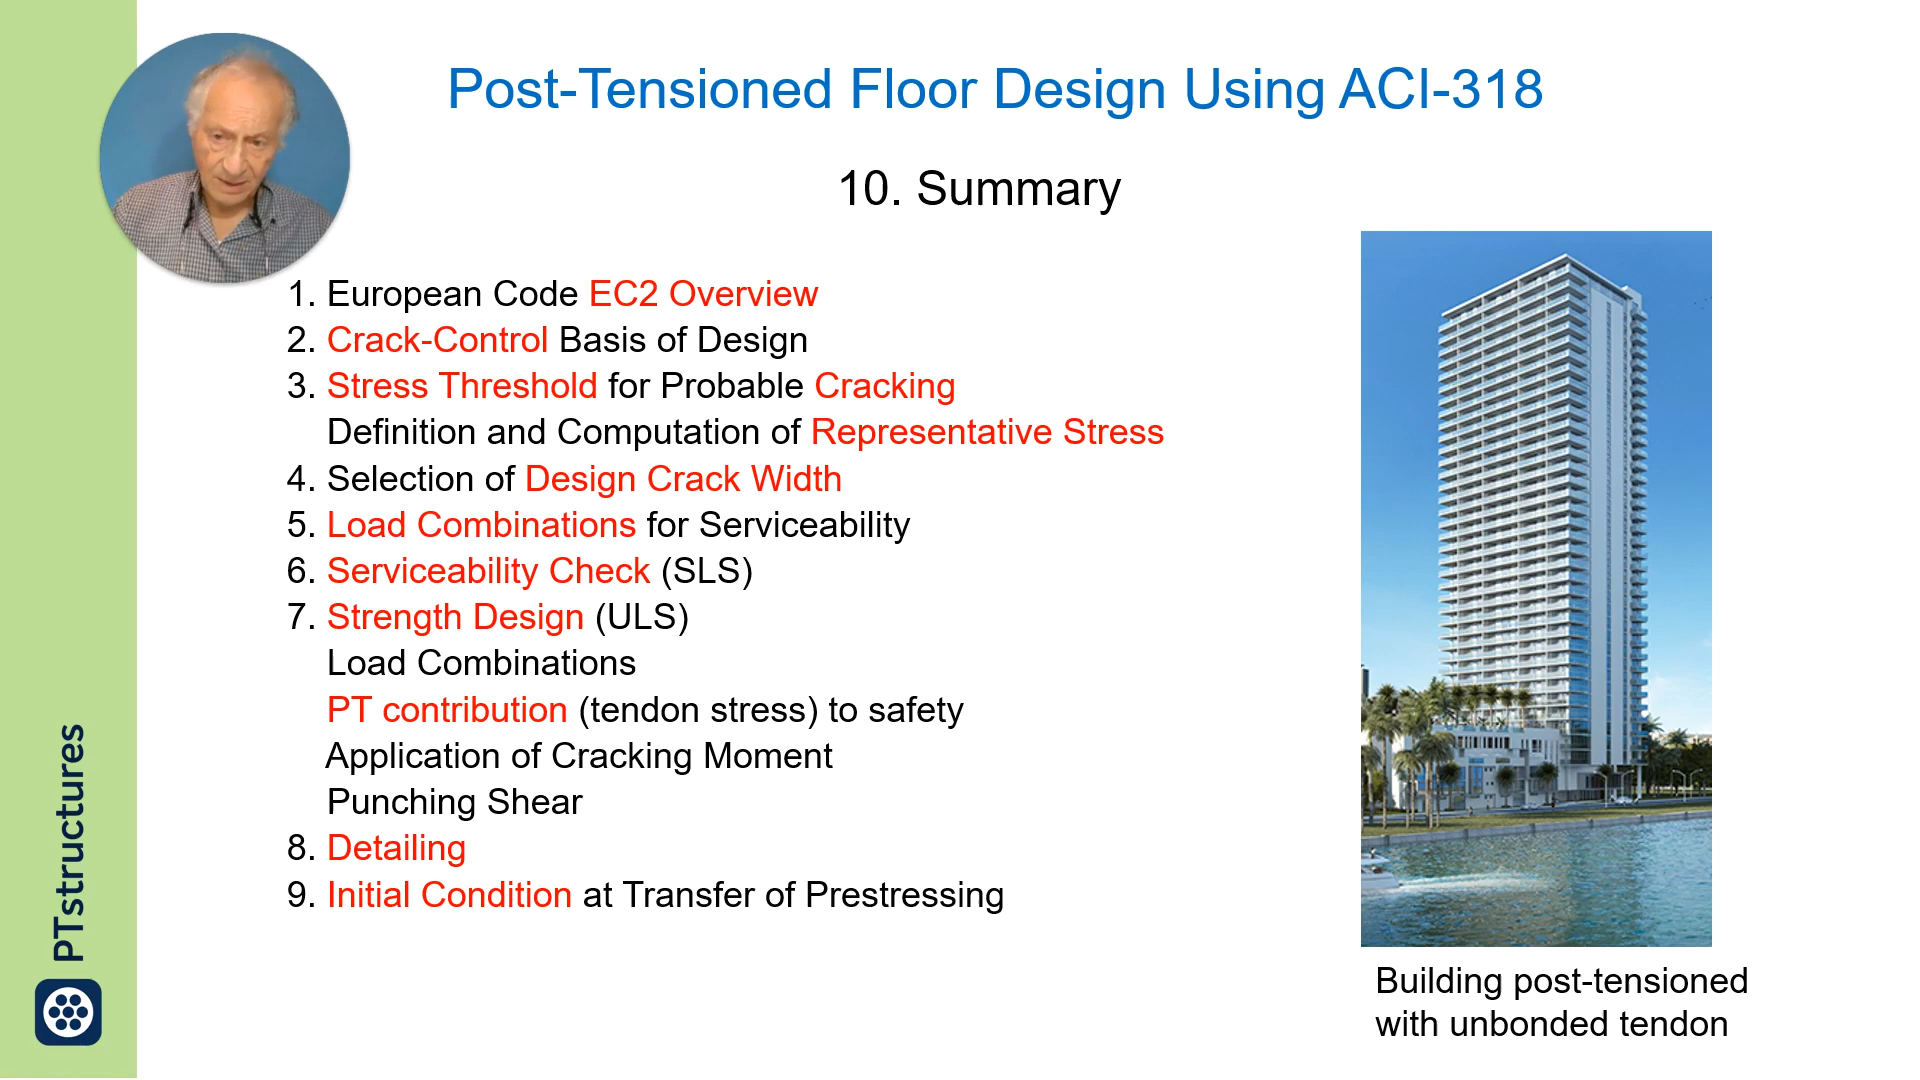 Post-Tensioned Floor Design Using ACI-318
10. Summary
1. European Code EC2 Overview
2. Crack-Control Basis of Design
3. Stress Threshold for Probable Cracking
Definition and Computation of Representative Stress
4. Selection of Design Crack Width
5. Load Combinations for Serviceability
6. Serviceability Check (SLS)
7. Strength Design (ULS)
Load Combinations
PT contribution (tendon stress) to safety
Application of Cracking Moment
Punching Shear
8. Detailing
9. Initial Condition at Transfer of Prestressing
Building post-tensioned
with unbonded tendon
PTstructures